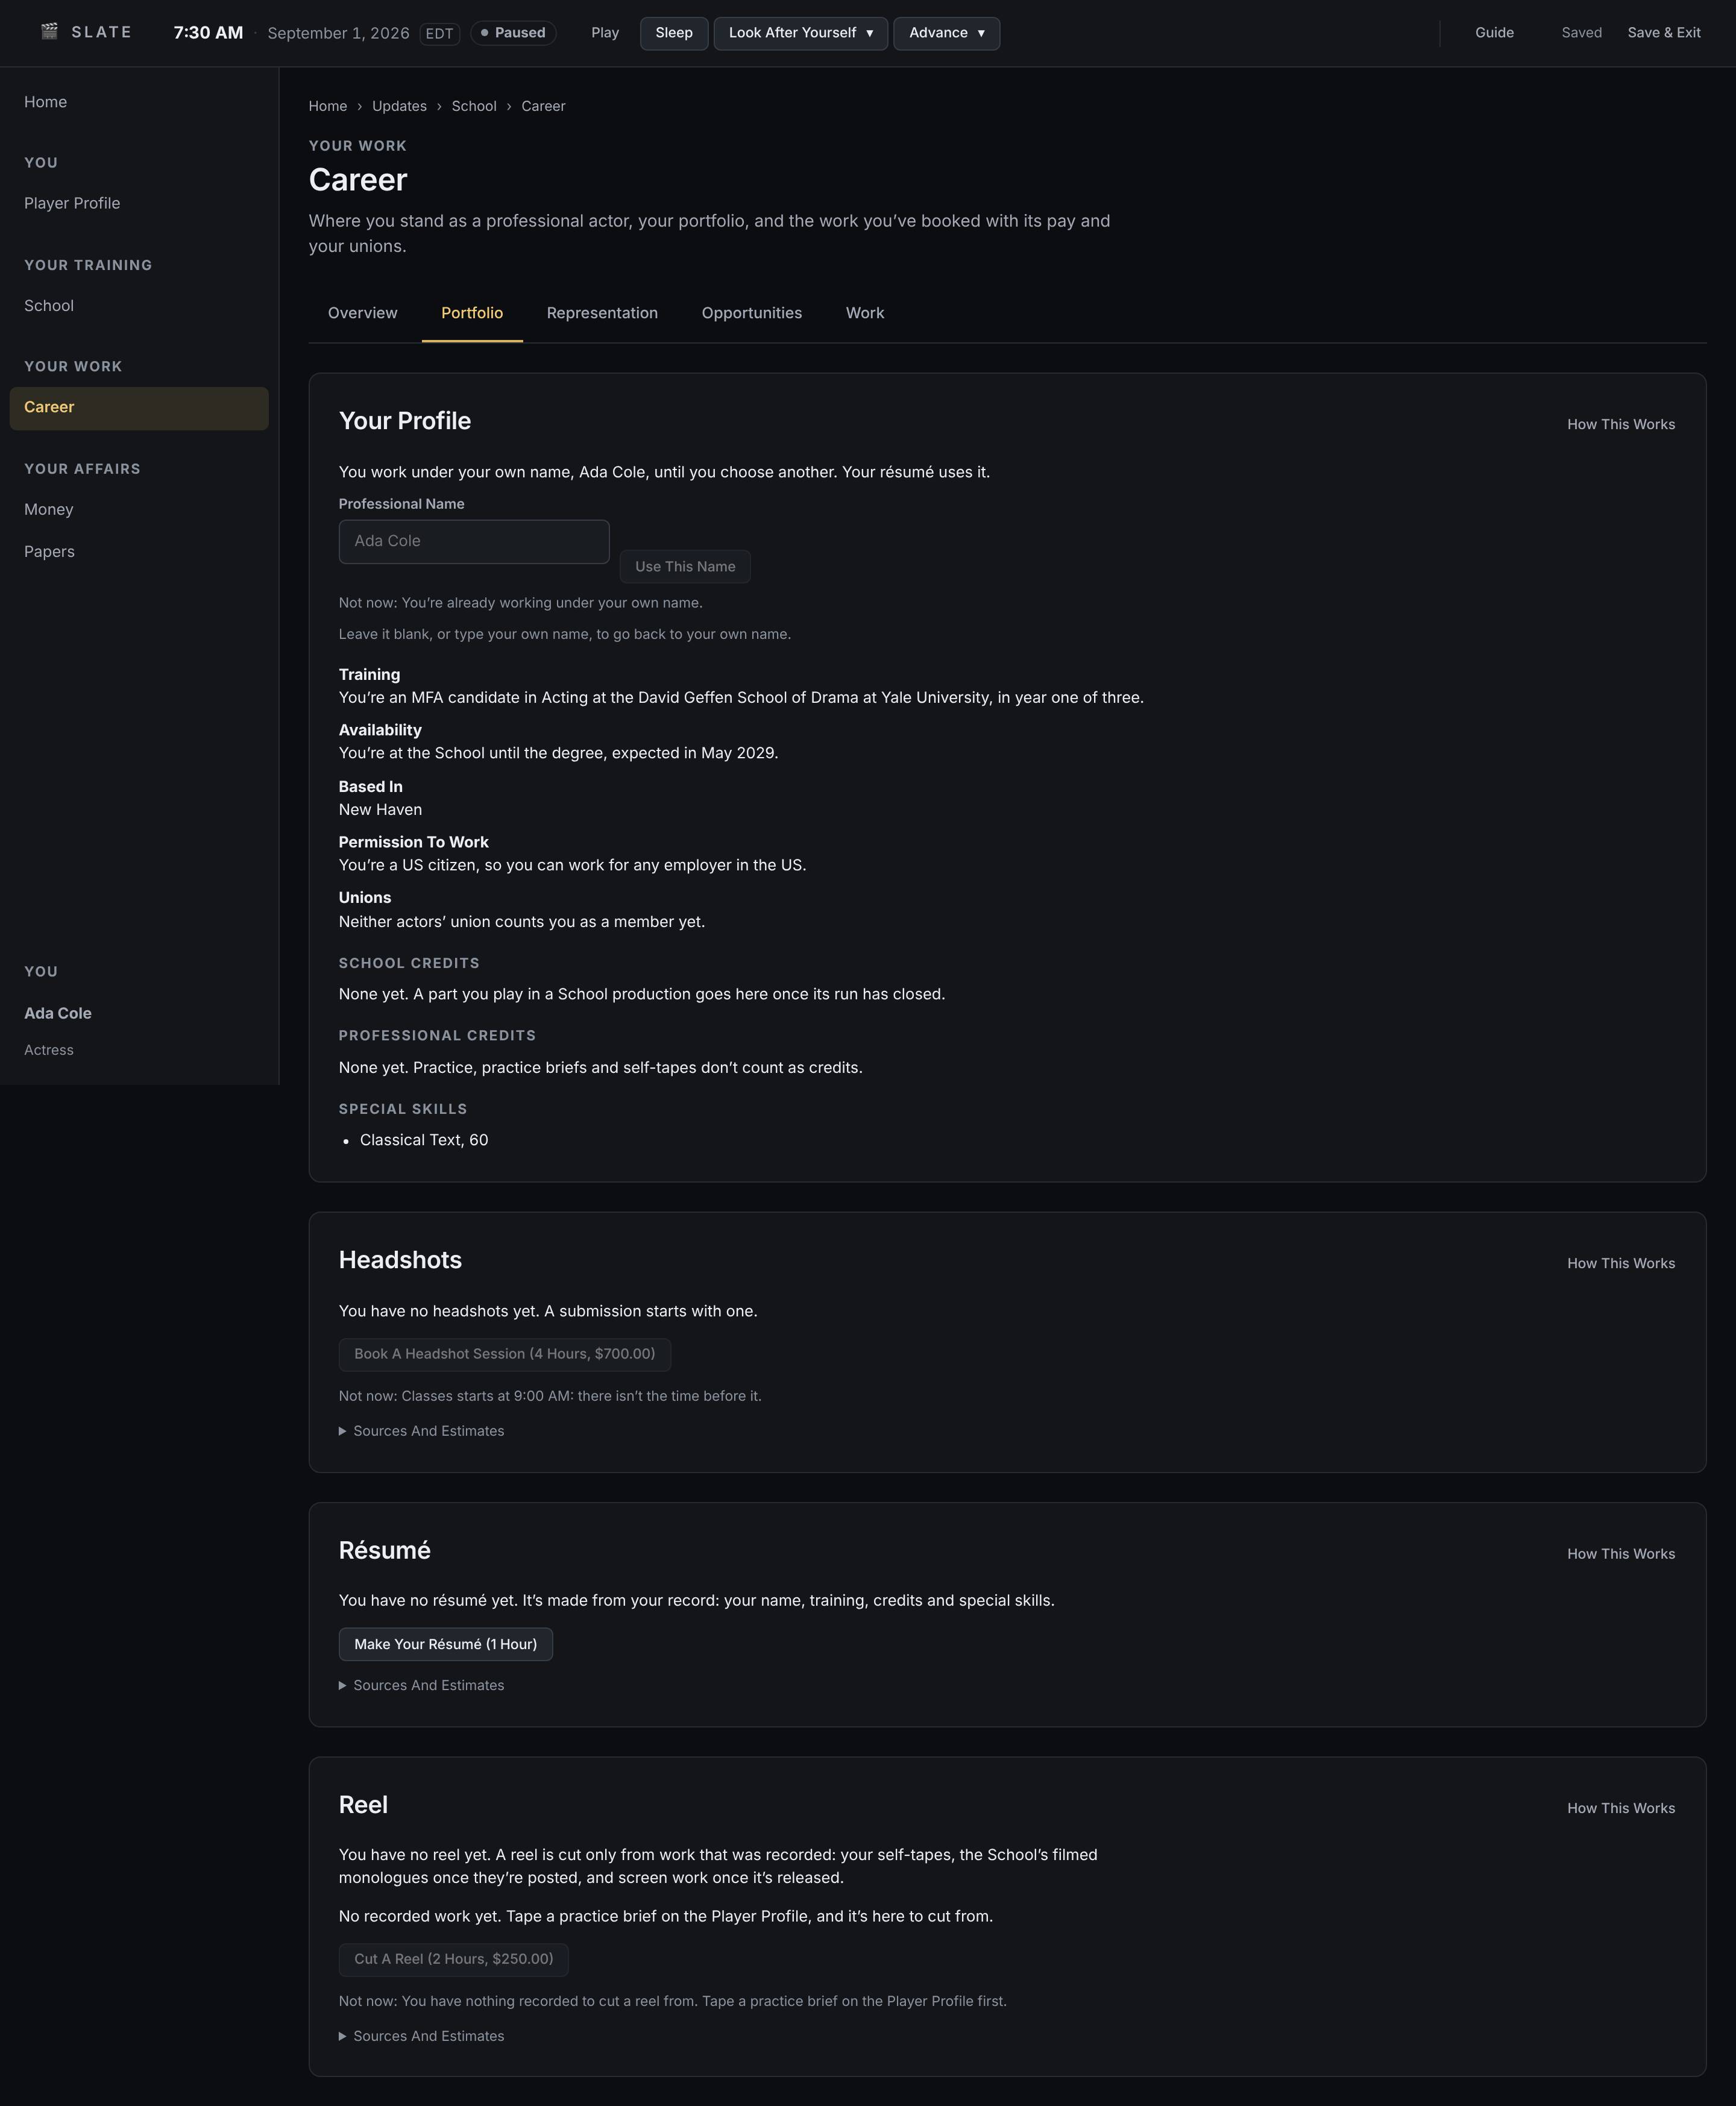 SLATE
7:30 AM · September 1, 2026 EDT Paused Play Sleep Look After Yourself ▾ Advance ▾ Guide Saved Save & Exit
Home
YOU
Player Profile
YOUR TRAINING
School
YOUR WORK
Career
YOUR AFFAIRS
Money
Papers
YOU
Ada Cole
Actress
Home › Updates › School › Career
YOUR WORK
Career
Where you stand as a professional actor, your portfolio, and the work you’ve booked with its pay and
your unions.
Overview Portfolio Representation Opportunities Work
Your Profile How This Works
You work under your own name, Ada Cole, until you choose another. Your résumé uses it.
Professional Name
Ada Cole
Use This Name
Not now: You’re already working under your own name.
Leave it blank, or type your own name, to go back to your own name.
Training
You’re an MFA candidate in Acting at the David Geffen School of Drama at Yale University, in year one of three.
Availability
You’re at the School until the degree, expected in May 2029.
Based In
New Haven
Permission To Work
You’re a US citizen, so you can work for any employer in the US.
Unions
Neither actors’ union counts you as a member yet.
SCHOOL CREDITS
None yet. A part you play in a School production goes here once its run has closed.
PROFESSIONAL CREDITS
None yet. Practice, practice briefs and self-tapes don’t count as credits.
SPECIAL SKILLS
• Classical Text, 60
Headshots How This Works
You have no headshots yet. A submission starts with one.
Book A Headshot Session (4 Hours, $700.00)
Not now: Classes starts at 9:00 AM: there isn’t the time before it.
▶ Sources And Estimates
Résumé How This Works
You have no résumé yet. It’s made from your record: your name, training, credits and special skills.
Make Your Résumé (1 Hour)
▶ Sources And Estimates
Reel How This Works
You have no reel yet. A reel is cut only from work that was recorded: your self-tapes, the School’s filmed
monologues once they’re posted, and screen work once it’s released.
No recorded work yet. Tape a practice brief on the Player Profile, and it’s here to cut from.
Cut A Reel (2 Hours, $250.00)
Not now: You have nothing recorded to cut a reel from. Tape a practice brief on the Player Profile first.
▶ Sources And Estimates